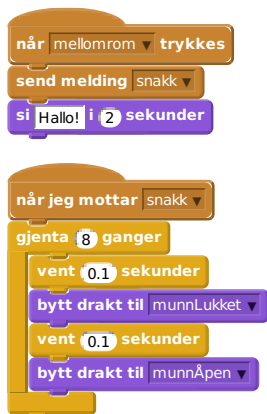 når mellomrom trykkes
send melding snakk
si Hallo! i 2 sekunder
når jeg mottar snakk
gjenta 8 ganger
vent 0.1 sekunder
bytt drakt til munnLukket
vent 0.1 sekunder
bytt drakt til munnÅpen